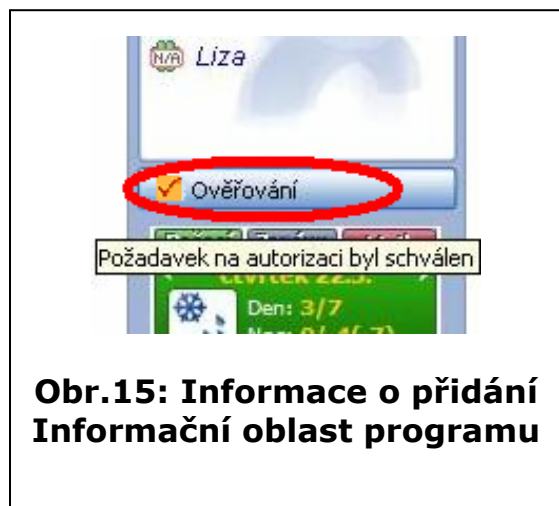 N/A Liza
Ověřování
Požadavek na autorizaci byl schválen
Den: 3/7
Obr.15: Informace o přidání
Informační oblast programu